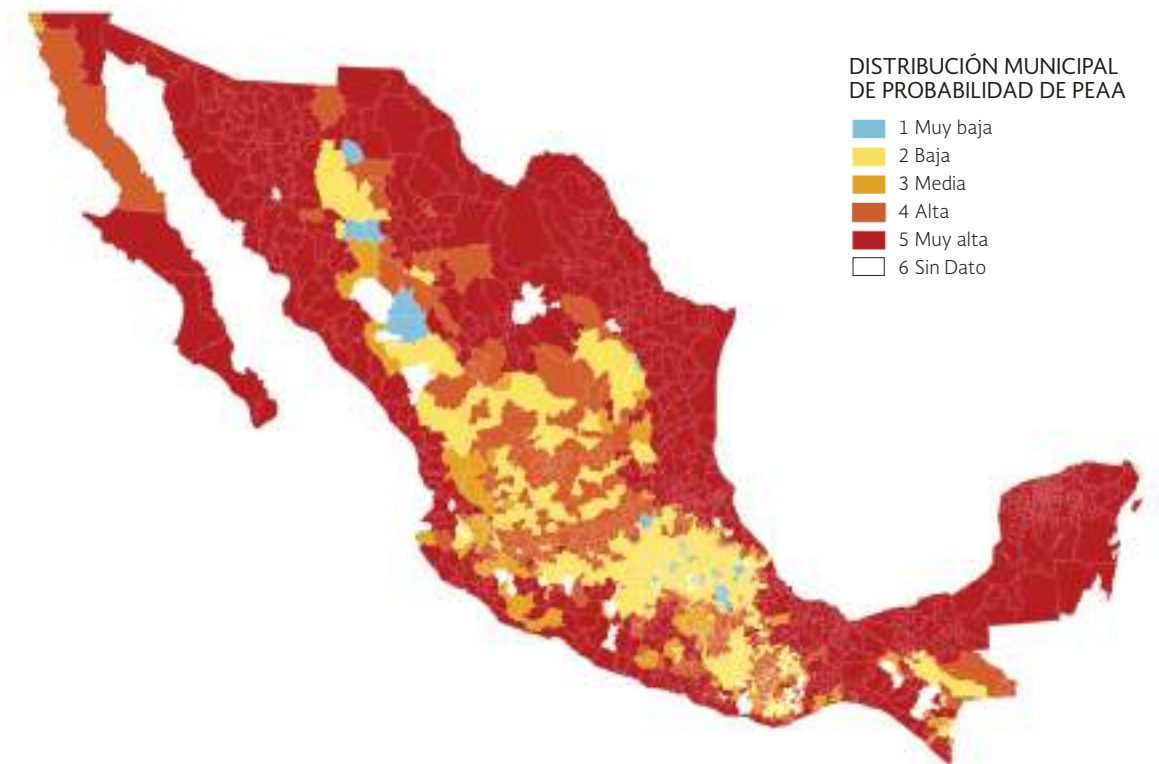 DISTRIBUCIÓN MUNICIPAL
DE PROBABILIDAD DE PEAA
1 Muy baja
2 Baja
3 Media
4 Alta
5 Muy alta
6 Sin Dato